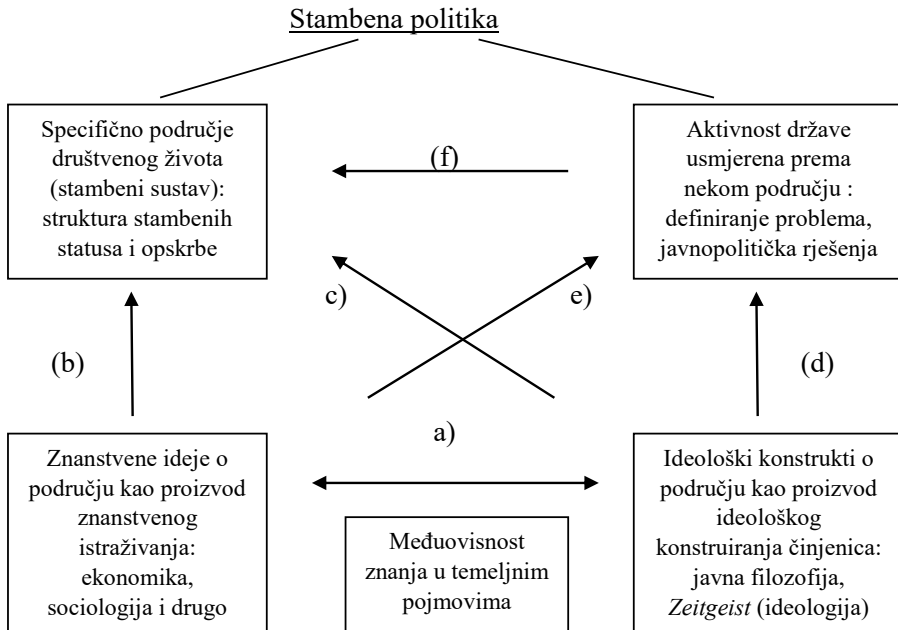 Stambena politika
Specifično područje
društvenog života
(stambeni sustav):
struktura stambenih
statusa i opskrbe
(f)
Aktivnost države
usmjerena prema
nekom području :
definiranje problema,
javnopolitička rješenja
c)
e)
(b)
(d)
a)
Znanstvene ideje o
području kao proizvod
znanstvenog
istraživanja:
ekonomika,
sociologija i drugo
Međuovisnost
znanja u temeljnim
pojmovima
Ideološki konstrukti o
području kao proizvod
ideološkog
konstruiranja činjenica:
javna filozofija,
Zeitgeist (ideologija)